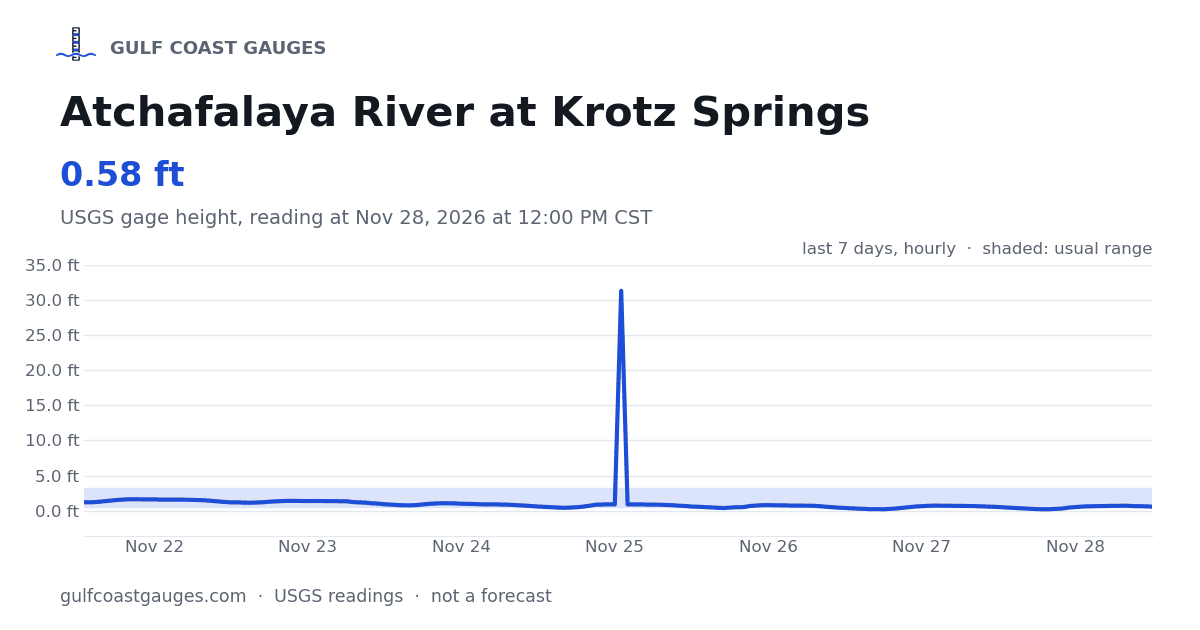 GULF COAST GAUGES
Atchafalaya River at Krotz Springs
0.58 ft
USGS gage height, reading at Nov 28, 2026 at 12:00 PM CST
last 7 days, hourly · shaded: usual range
35.0 ft
30.0 ft
25.0 ft
20.0 ft
15.0 ft
10.0 ft
5.0 ft
0.0 ft
Nov 22 Nov 23 Nov 24 Nov 25 Nov 26 Nov 27 Nov 28
gulfcoastgauges.com · USGS readings · not a forecast